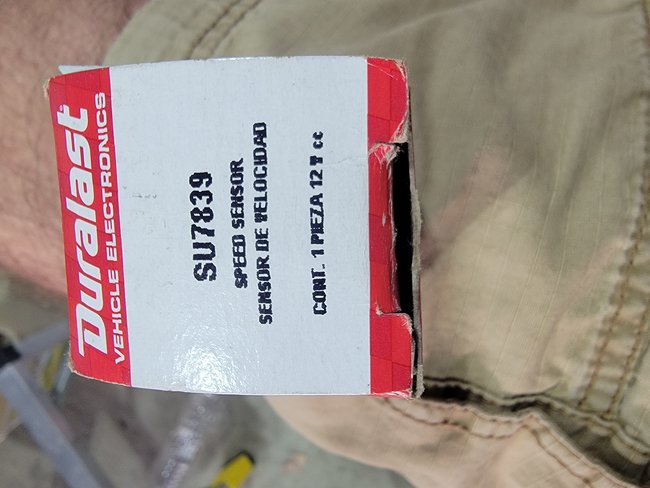 Duralast
VEHICLE ELECTRONICS
SU7839
SPEED SENSOR
SENSOR DE VELOCIDAD
CONT. 1 PIEZA 12 V cc